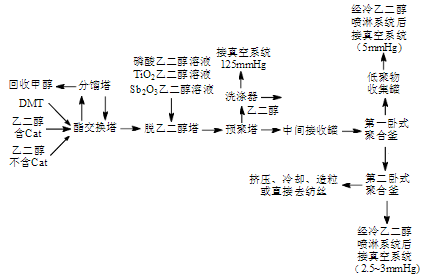 经冷乙二醇
喷淋系统后
接真空系统
(5mmHg)
磷酸乙二醇溶液
TiO2乙二醇溶液
Sb2O3乙二醇溶液
接真空系统
125mmHg
回收甲醇
分馏塔
洗涤器
低聚物
收集罐
DMT
乙二醇
乙二醇
含Cat
酯交换塔
脱乙二醇塔
预聚塔
中间接收罐
第一卧式
聚合釜
乙二醇
不含Cat
挤压、冷却、造粒
或直接去纺丝
第二卧式
聚合釜
经冷乙二醇
喷淋系统后
接真空系统
(2.5~3mmHg)